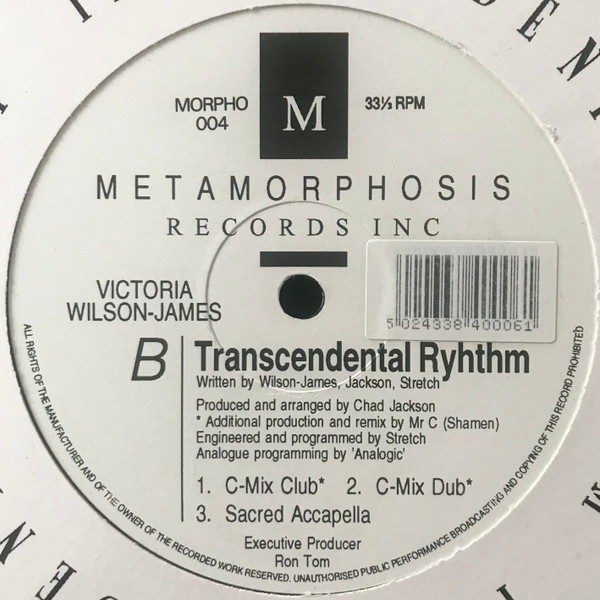 MORPHO
004
M
33⅓ RPM
METAMORPHOSIS
RECORDS INC
5 024338 400061
VICTORIA
WILSON-JAMES
B
Transcendental Ryhthm
Written by Wilson-James, Jackson, Stretch
Produced and arranged by Chad Jackson
* Additional production and remix by Mr C (Shamen)
Engineered and programmed by Stretch
Analogue programming by 'Analogic'
1. C-Mix Club* 2. C-Mix Dub*
3. Sacred Accapella
Executive Producer
Ron Tom
ALL RIGHTS OF THE MANUFACTURER AND OF THE OWNER OF THE RECORDED WORK RESERVED. UNAUTHORISED PUBLIC PERFORMANCE BROADCASTING AND COPYING OF THIS RECORD PROHIBITED